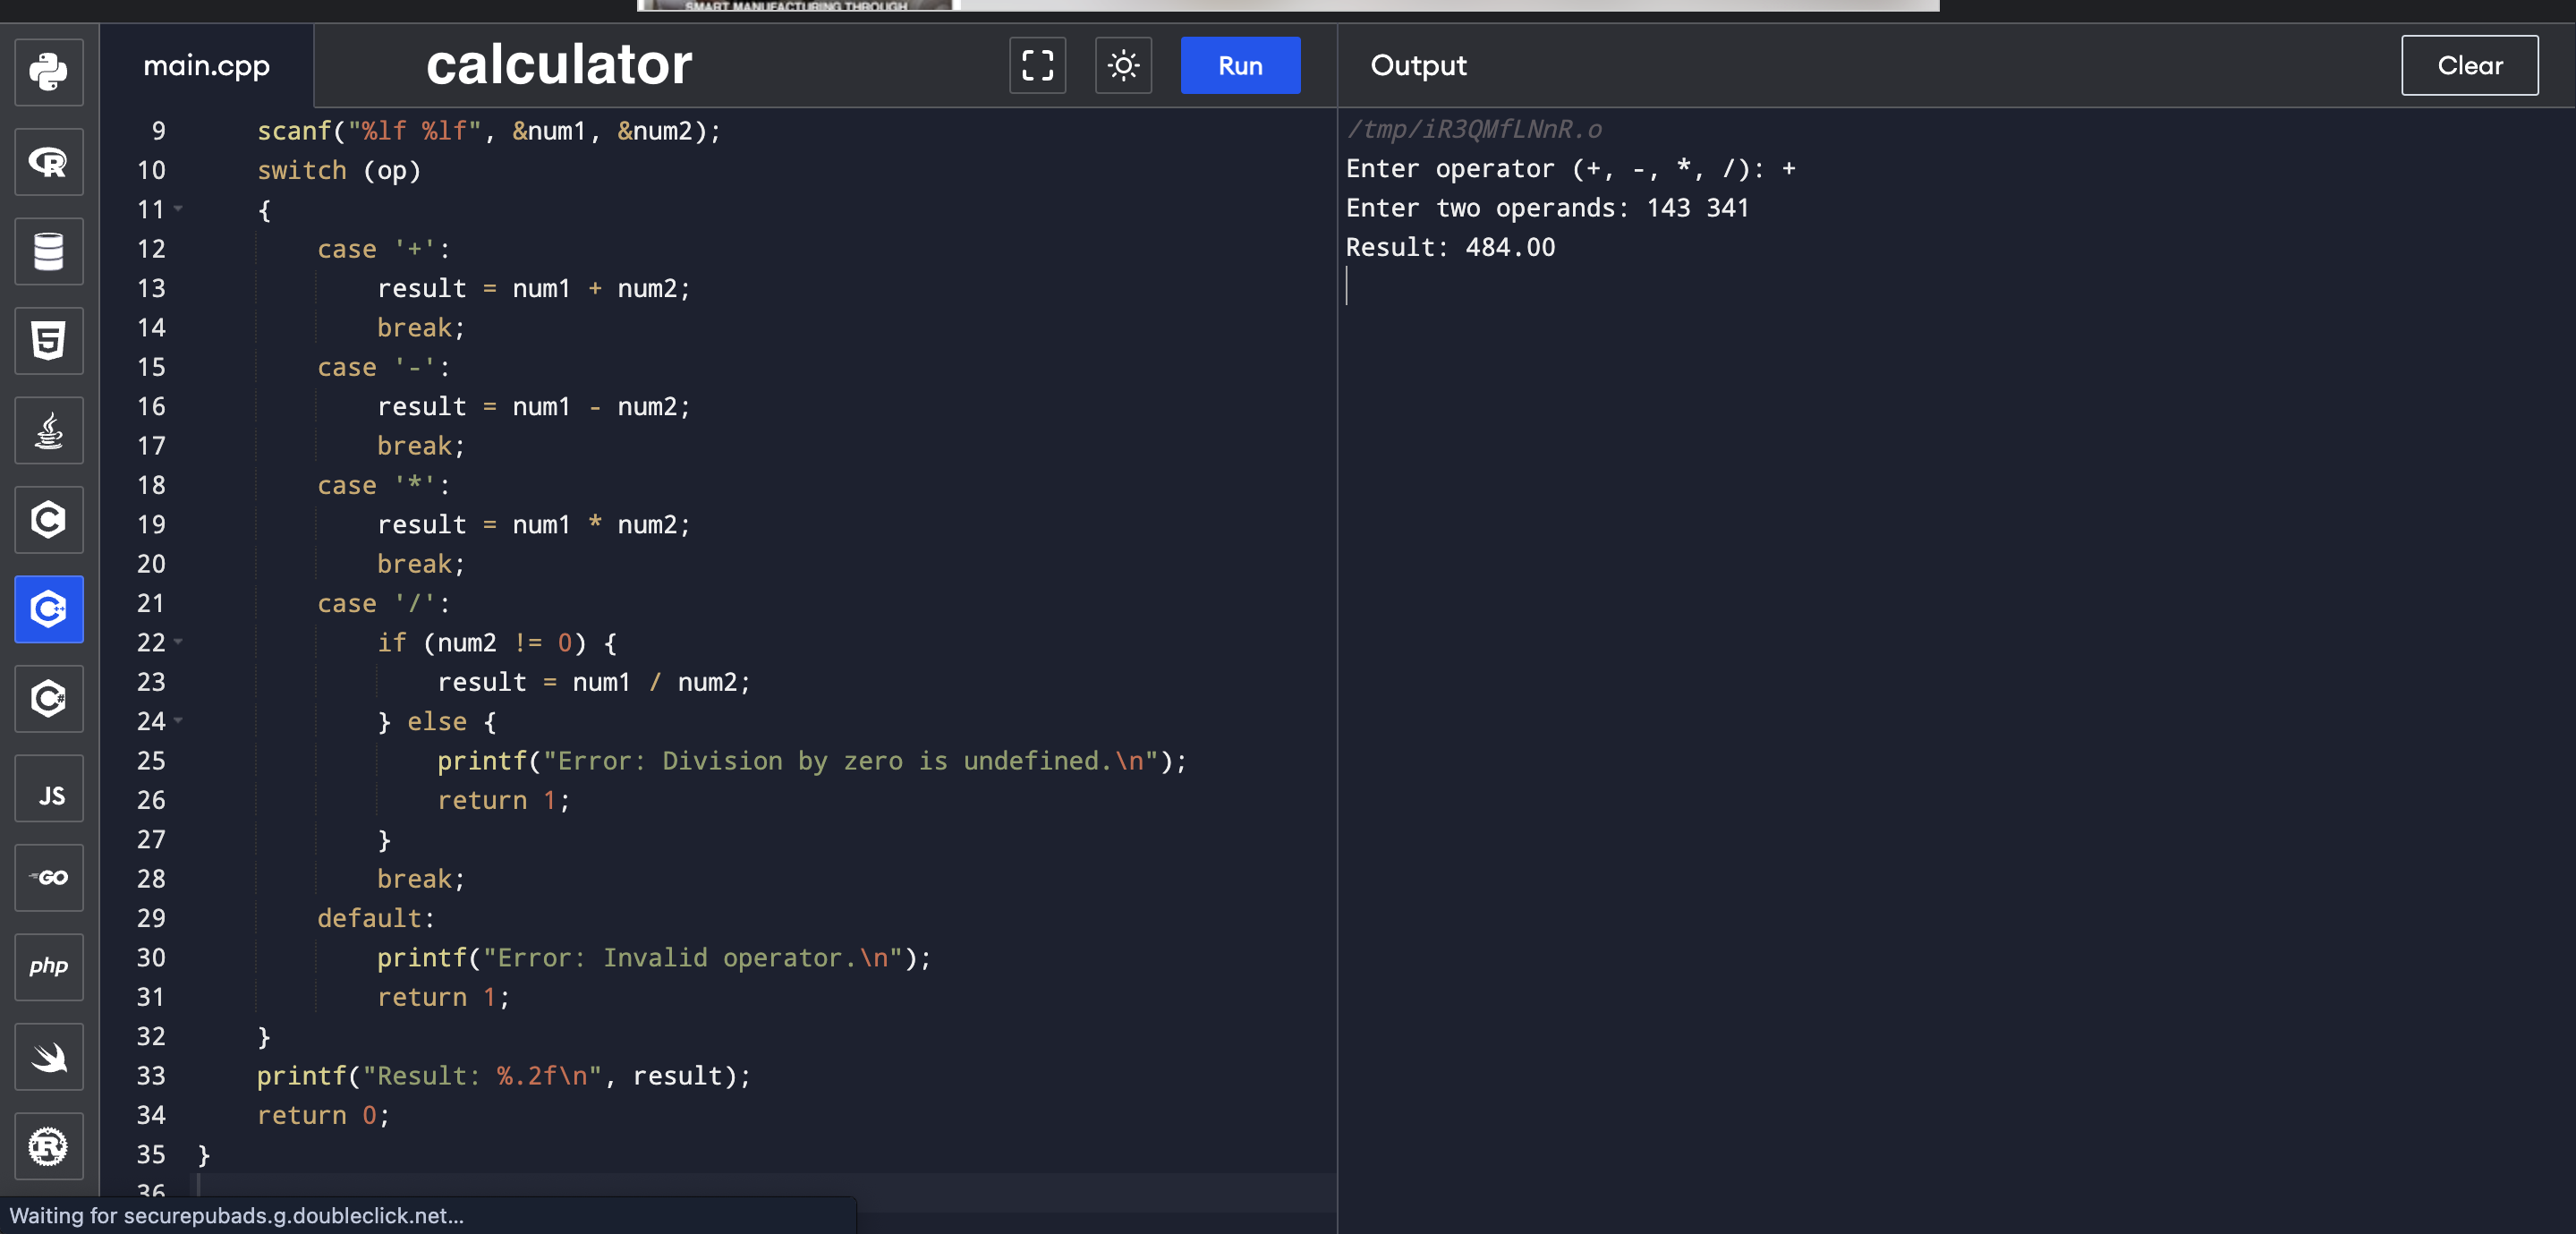 SMART MANUFACTURING THROUGH
main.cpp
calculator
Run
Output
Clear
9 scanf("%lf %lf", &num1, &num2);
10 switch (op)
11 {
12 case '+':
13 result = num1 + num2;
14 break;
15 case '-':
16 result = num1 - num2;
17 break;
18 case '*':
19 result = num1 * num2;
20 break;
21 case '/':
22 if (num2 != 0) {
23 result = num1 / num2;
24 } else {
25 printf("Error: Division by zero is undefined.\n");
26 return 1;
27 }
28 break;
29 default:
30 printf("Error: Invalid operator.\n");
31 return 1;
32 }
33 printf("Result: %.2f\n", result);
34 return 0;
35 }
36
/tmp/iR3QMfLNnR.o
Enter operator (+, -, *, /): +
Enter two operands: 143 341
Result: 484.00
R
5
C
C++
C#
JS
GO
php
R
Waiting for securepubads.g.doubleclick.net...